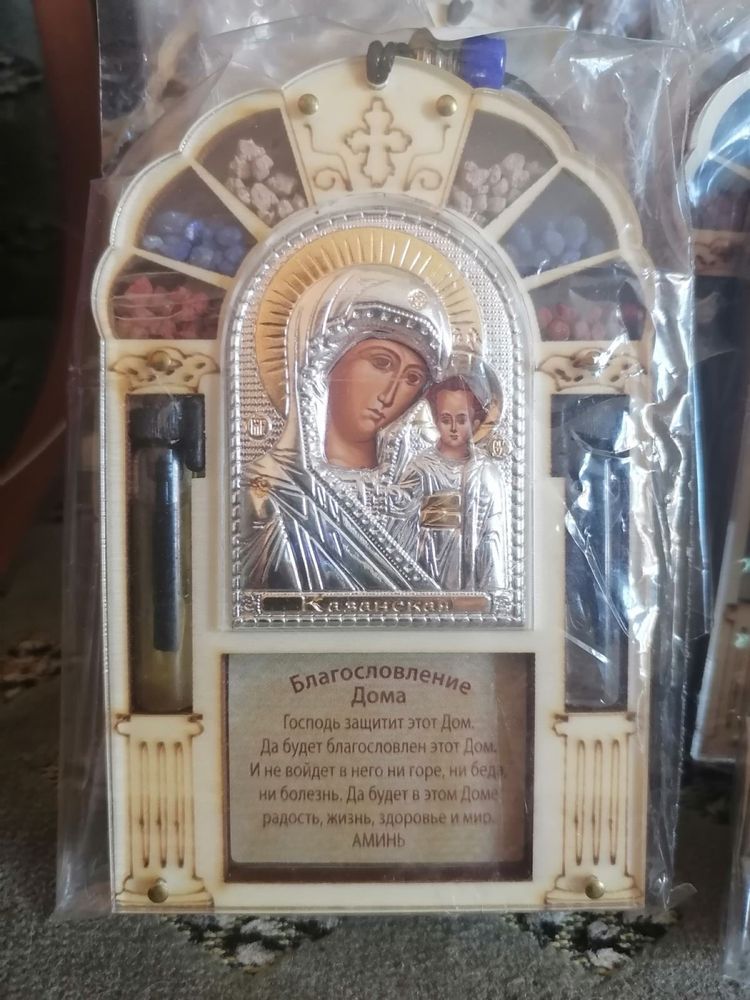 Казанская
Благословление
Дома
Господь защитит этот Дом.
Да будет благословлен этот Дом.
И не войдет в него ни горе, ни беда,
ни болезнь. Да будет в этом Доме
радость, жизнь, здоровье и мир.
АМИНЬ